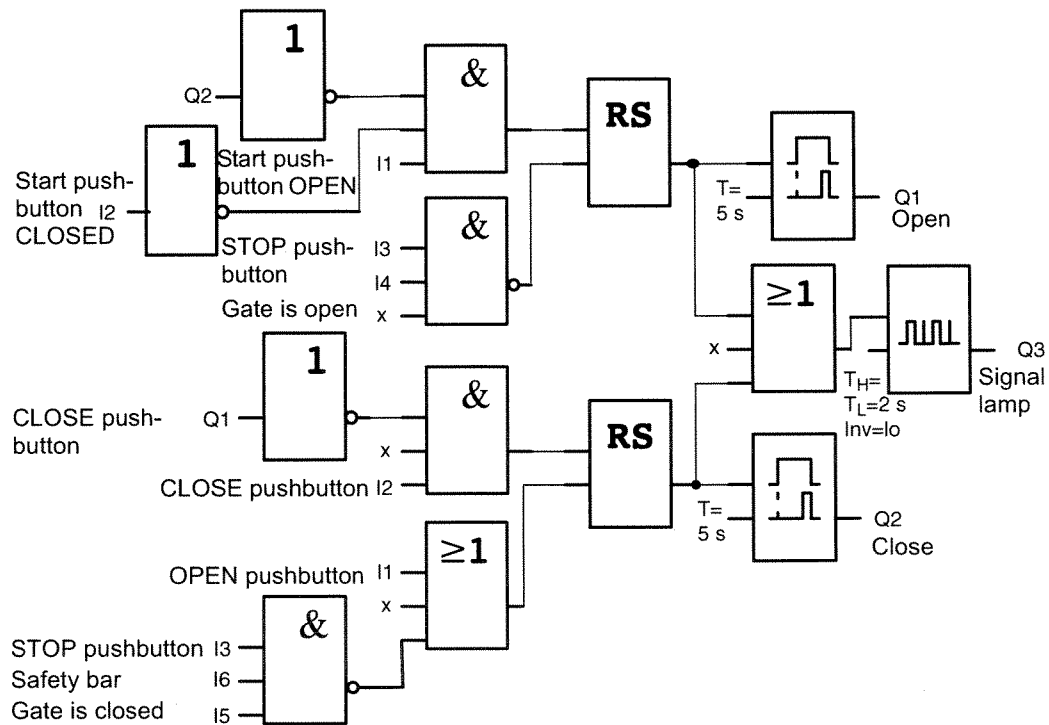 1
&
Q2
RS
1
Start push-
button
CLOSED
I2
Start push-
button OPEN
I1
T=
5 s
Q1
Open
&
STOP push-
button
I3
I4
Gate is open
x
≥1
x
TH=
TL=2 s
Inv=lo
Q3
Signal
lamp
1
CLOSE push-
button
Q1
&
x
CLOSE pushbutton I2
RS
T=
5 s
Q2
Close
≥1
OPEN pushbutton I1
x
&
STOP pushbutton I3
Safety bar I6
Gate is closed I5